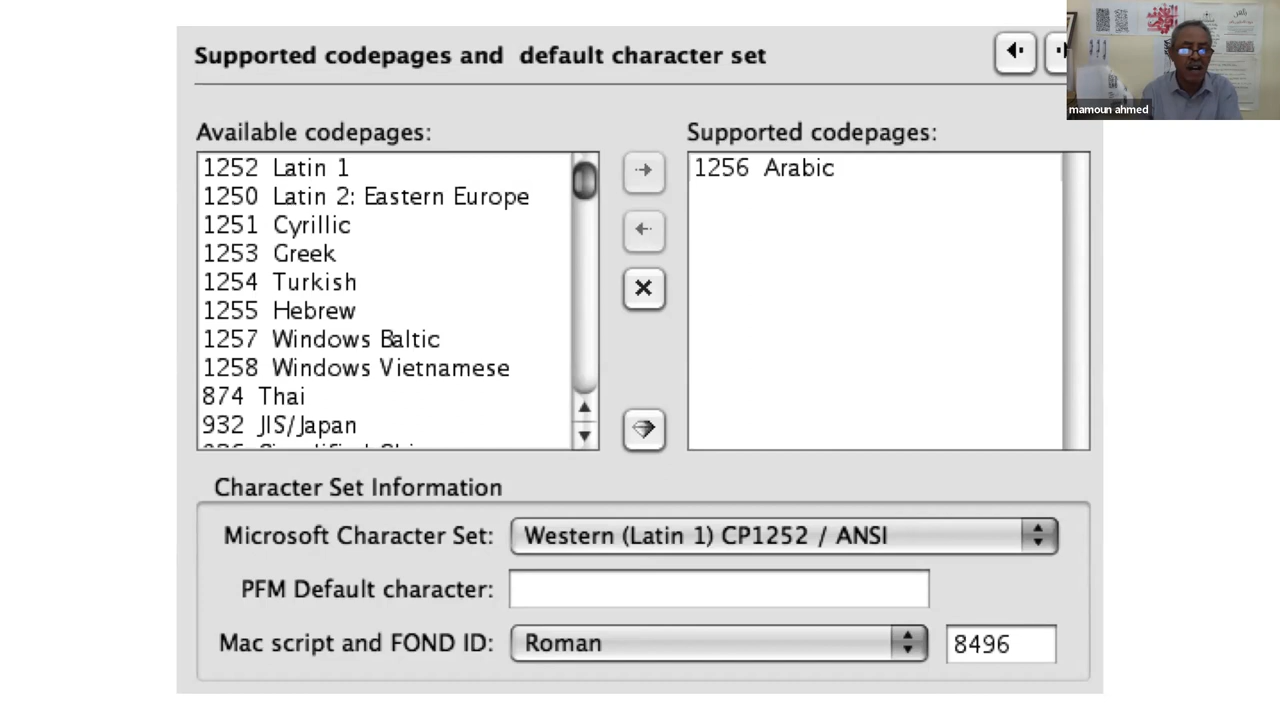 Supported codepages and default character set
mamoun ahmed
Available codepages:
Supported codepages:
1252 Latin 1
1250 Latin 2: Eastern Europe
1251 Cyrillic
1253 Greek
1254 Turkish
1255 Hebrew
1257 Windows Baltic
1258 Windows Vietnamese
874 Thai
932 JIS/Japan
1256 Arabic
Character Set Information
Microsoft Character Set: Western (Latin 1) CP1252 / ANSI
PFM Default character:
Mac script and FOND ID: Roman 8496